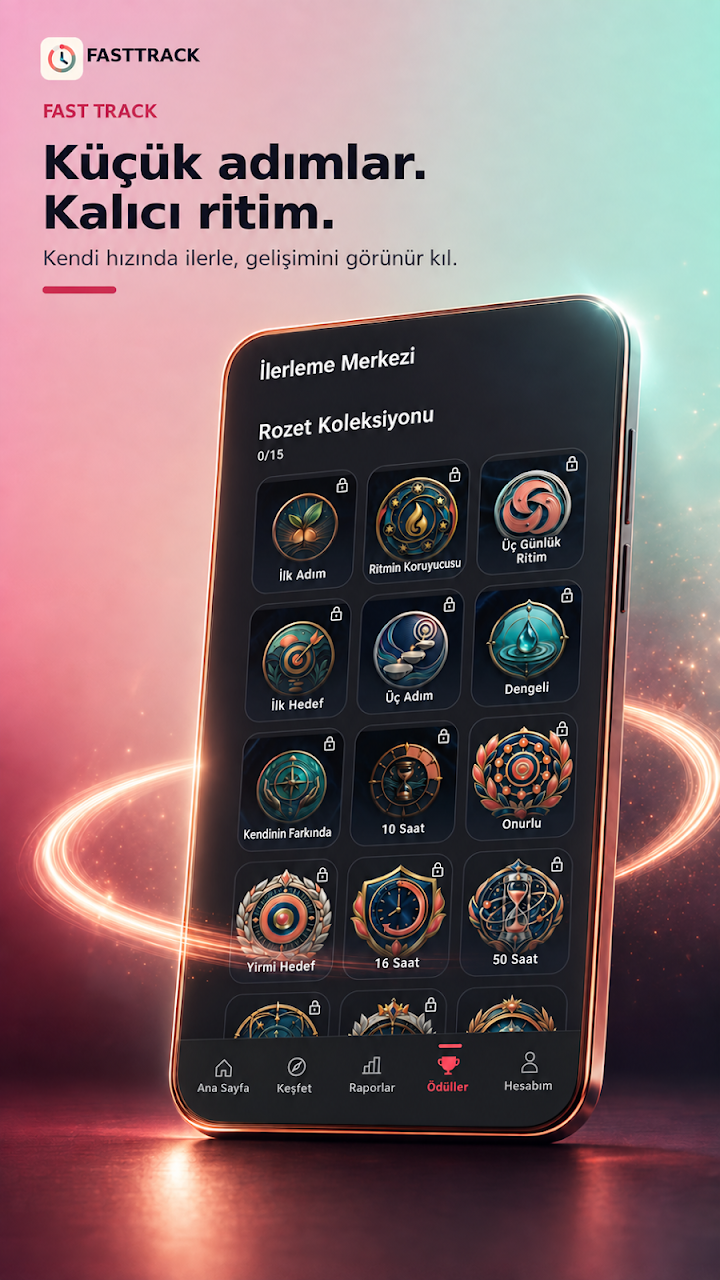 FASTTRACK
FAST TRACK
Küçük adımlar.
Kalıcı ritim.
Kendi hızında ilerle, gelişimini görünür kıl.
İlerleme Merkezi
Rozet Koleksiyonu
0/15
İlk Adım
Ritmin Koruyucusu
Üç Günlük
Ritim
İlk Hedef
Üç Adım
Dengeli
Kendinin Farkında
10 Saat
Onurlu
Yirmi Hedef
16 Saat
50 Saat
Ana Sayfa
Keşfet
Raporlar
Ödüller
Hesabım